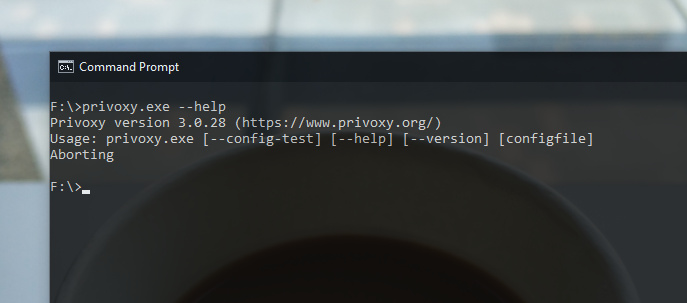 Command Prompt
F:\>privoxy.exe --help
Privoxy version 3.0.28 (https://www.privoxy.org/)
Usage: privoxy.exe [--config-test] [--help] [--version] [configfile]
Aborting
F:\>